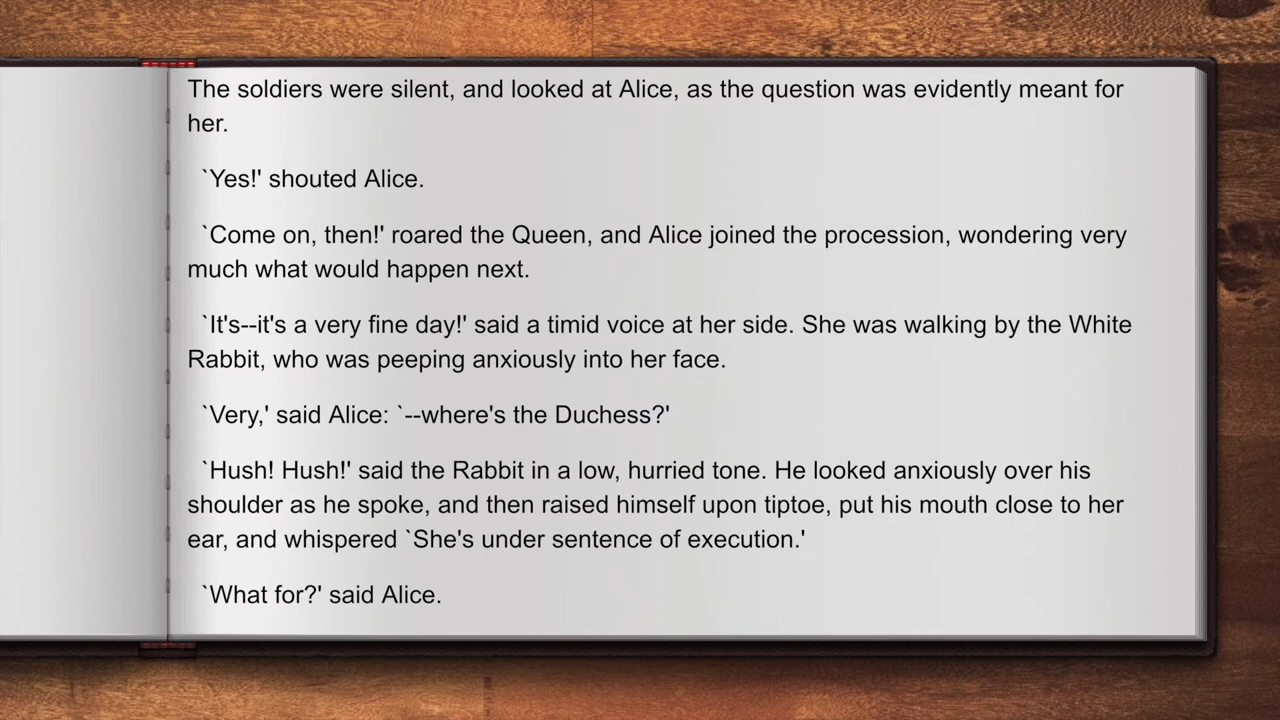 The soldiers were silent, and looked at Alice, as the question was evidently meant for
her.
`Yes!' shouted Alice.
`Come on, then!' roared the Queen, and Alice joined the procession, wondering very
much what would happen next.
`It's--it's a very fine day!' said a timid voice at her side. She was walking by the White
Rabbit, who was peeping anxiously into her face.
`Very,' said Alice: `--where's the Duchess?'
`Hush! Hush!' said the Rabbit in a low, hurried tone. He looked anxiously over his
shoulder as he spoke, and then raised himself upon tiptoe, put his mouth close to her
ear, and whispered `She's under sentence of execution.'
`What for?' said Alice.